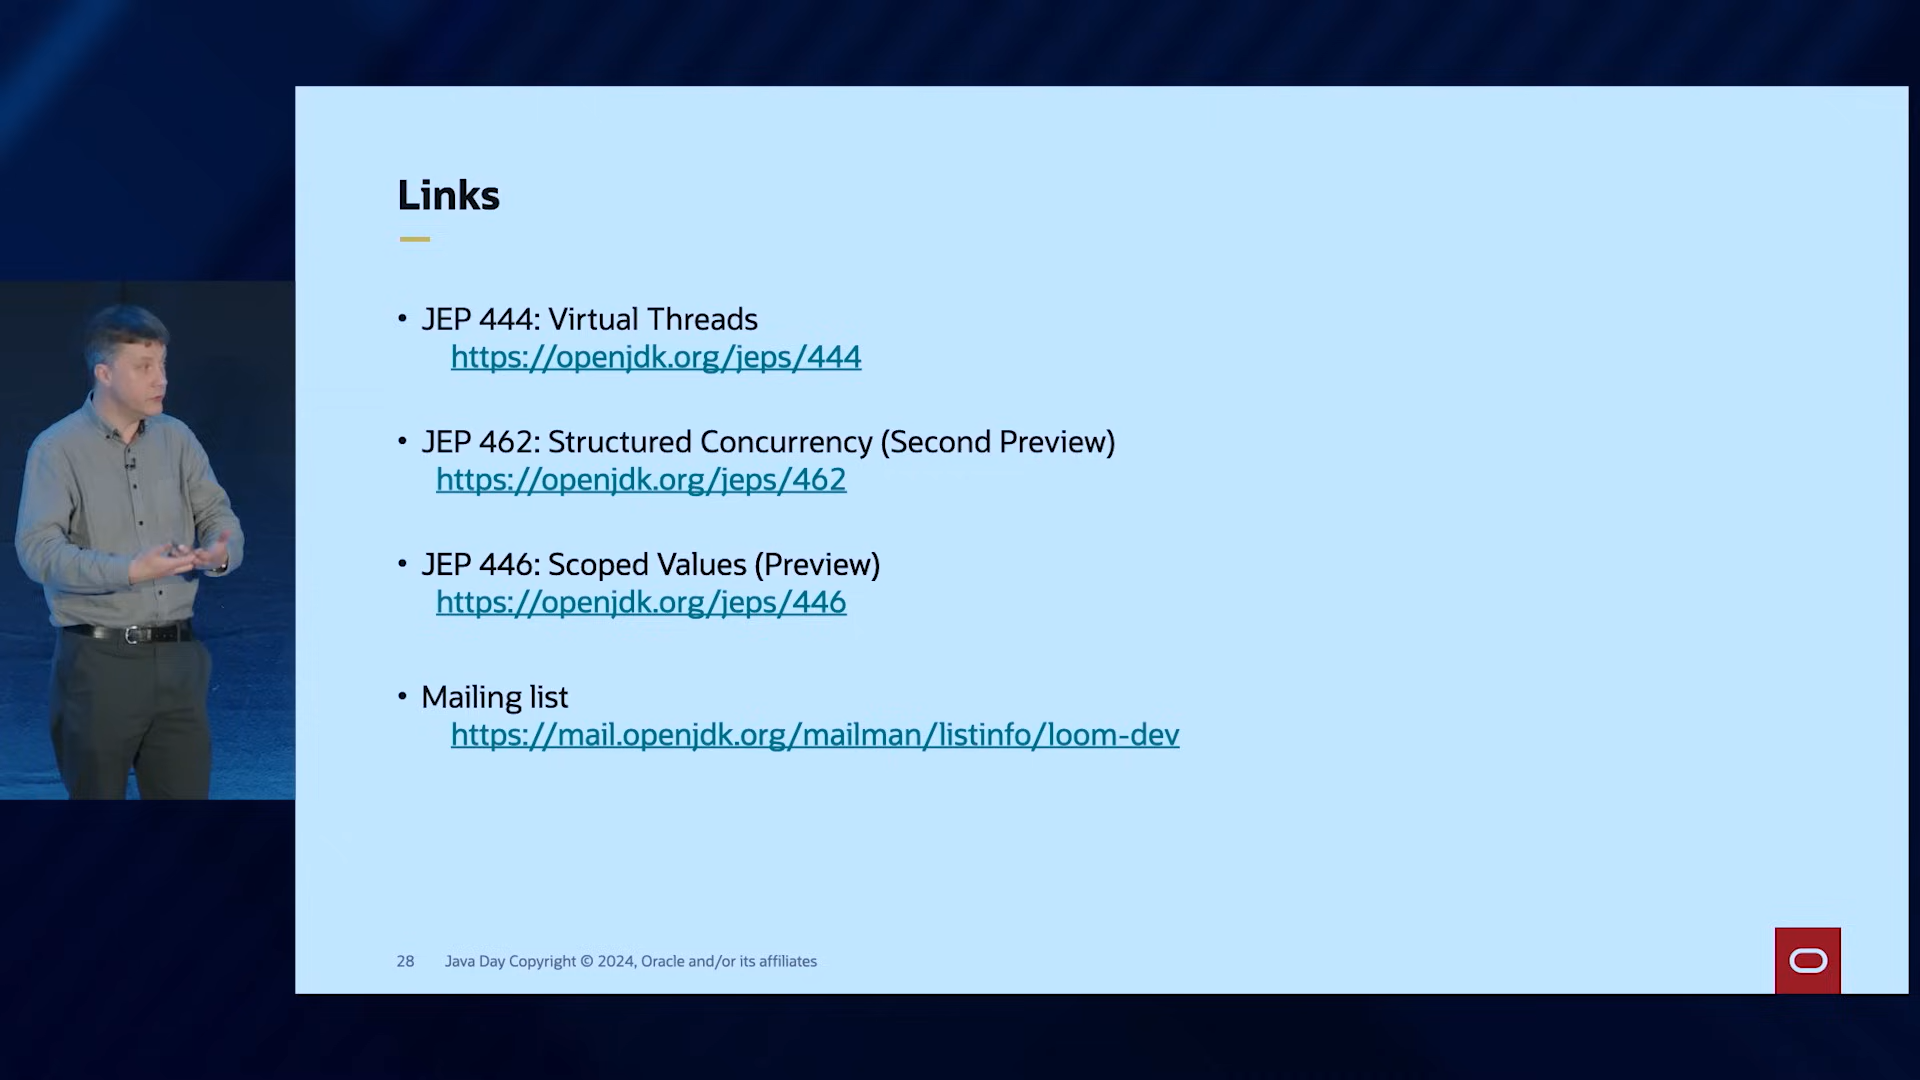 Links
• JEP 444: Virtual Threads
https://openjdk.org/jeps/444
• JEP 462: Structured Concurrency (Second Preview)
https://openjdk.org/jeps/462
• JEP 446: Scoped Values (Preview)
https://openjdk.org/jeps/446
• Mailing list
https://mail.openjdk.org/mailman/listinfo/loom-dev
28 Java Day Copyright © 2024, Oracle and/or its affiliates